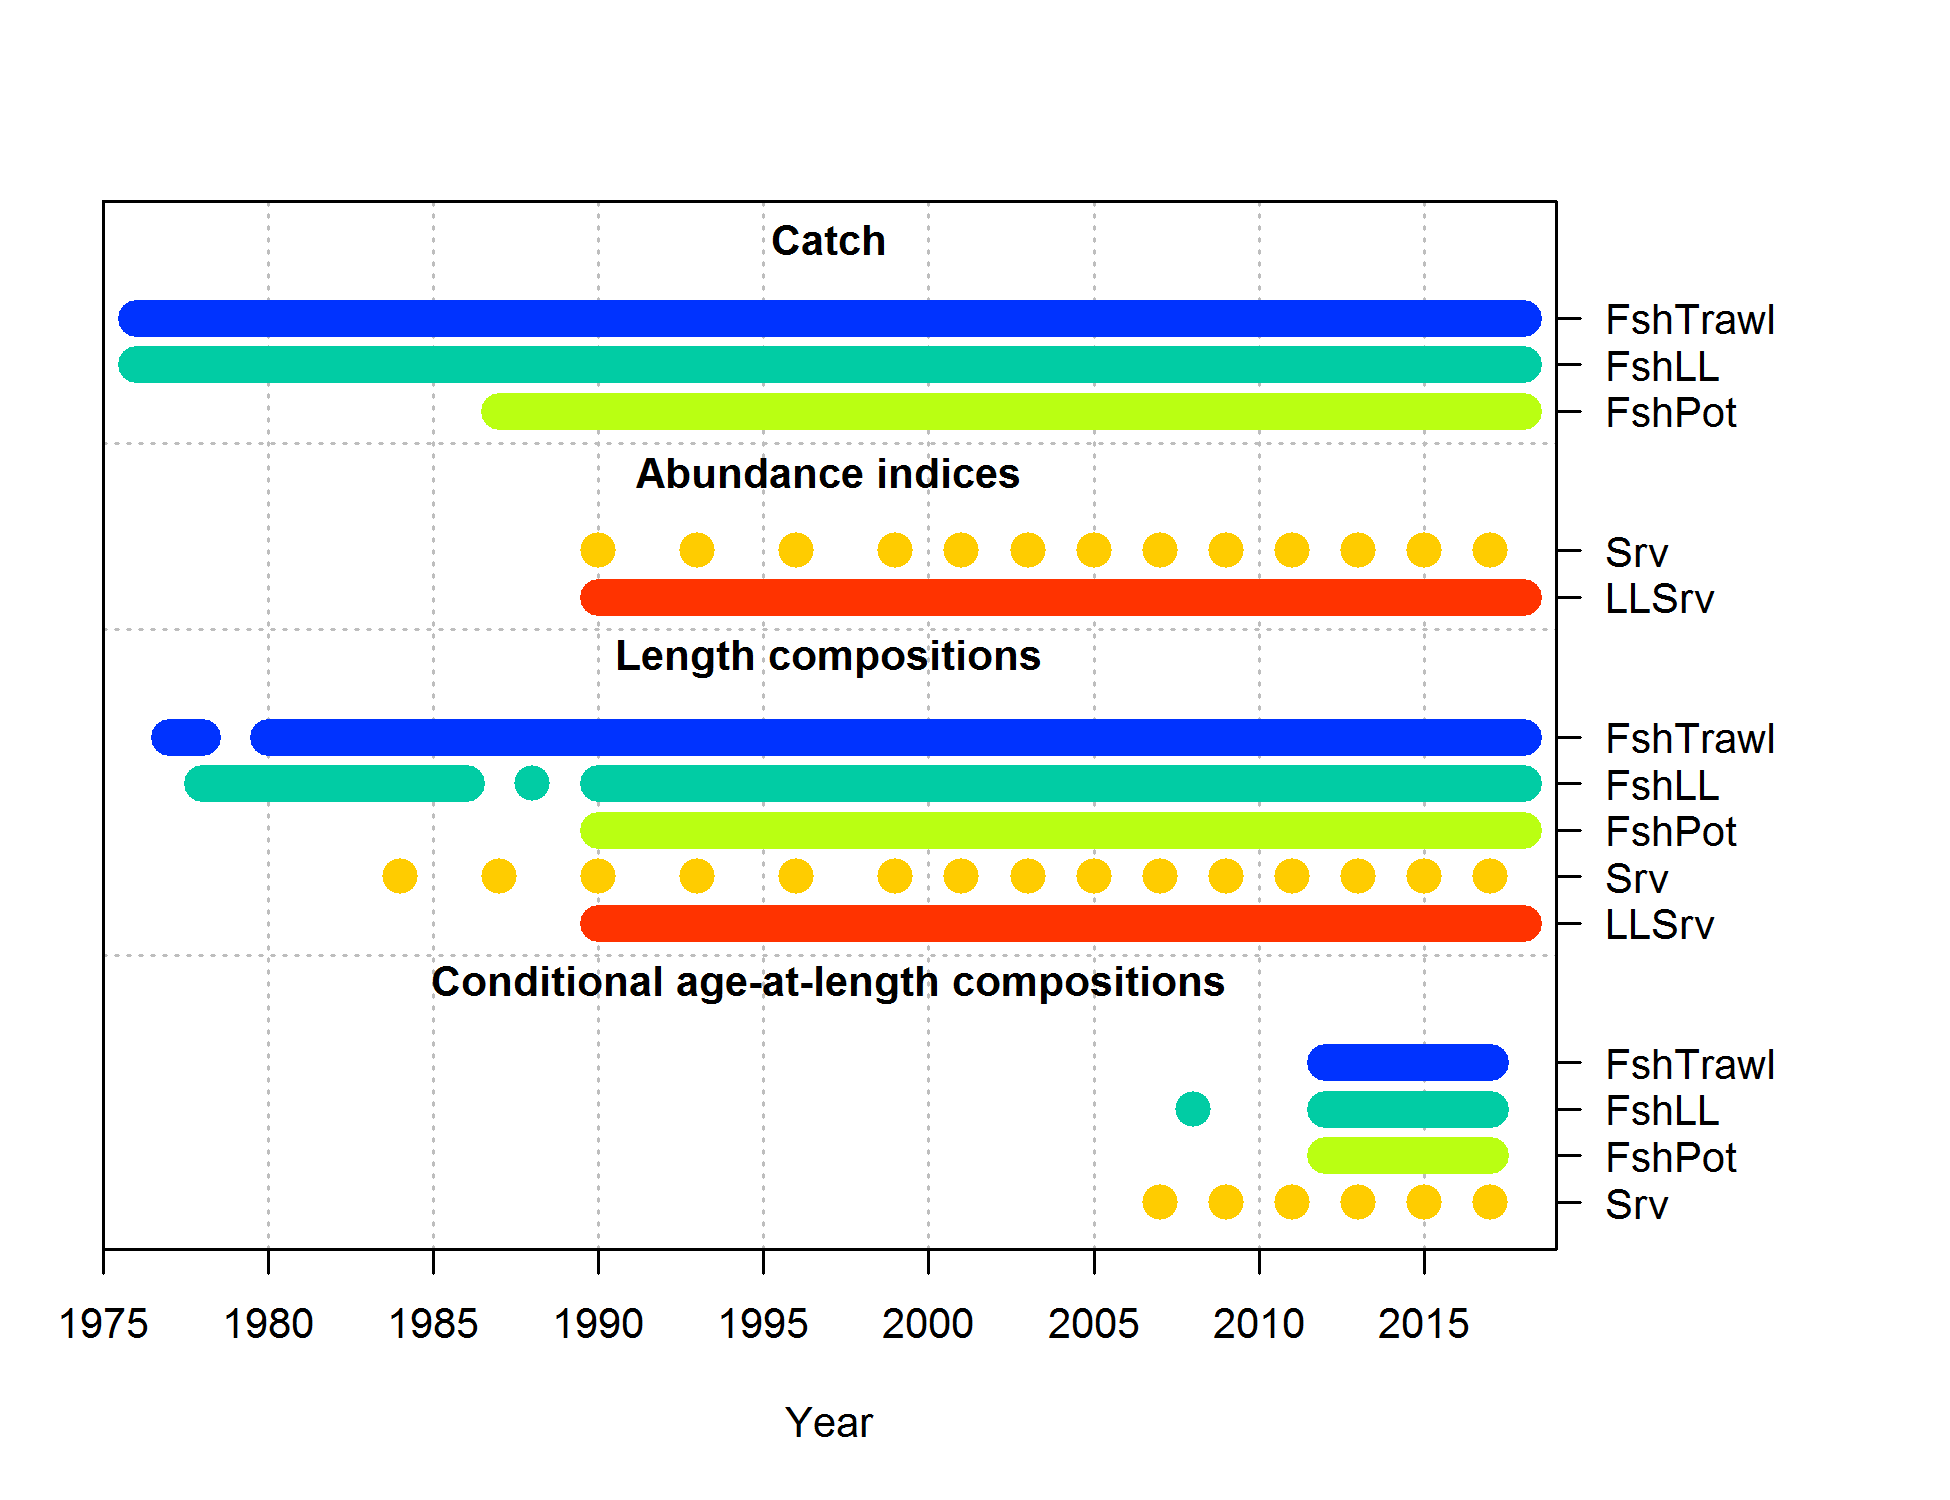 Catch
FshTrawl
FshLL
FshPot
Abundance indices
Srv
LLSrv
Length compositions
FshTrawl
FshLL
FshPot
Srv
LLSrv
Conditional age-at-length compositions
FshTrawl
FshLL
FshPot
Srv
1975 1980 1985 1990 1995 2000 2005 2010 2015
Year